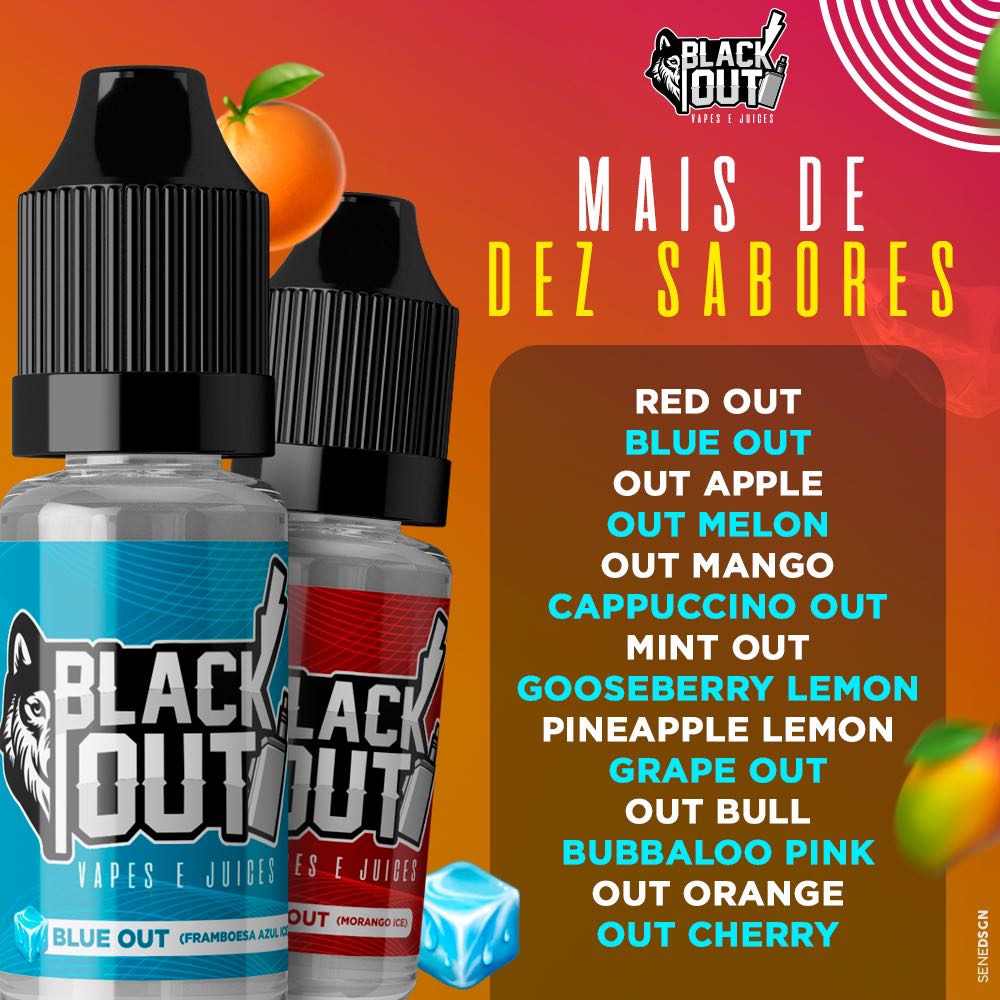 BLACK
OUT
VAPES E JUICES
MAIS DE
DEZ SABORES
RED OUT
BLUE OUT
OUT APPLE
OUT MELON
OUT MANGO
CAPPUCCINO OUT
MINT OUT
GOOSEBERRY LEMON
PINEAPPLE LEMON
GRAPE OUT
OUT BULL
BUBBALOO PINK
OUT ORANGE
OUT CHERRY
BLACK
OUT
VAPES E JUICES
BLUE OUT (FRAMBOESA AZUL ICE
LACK
OUT
ES E JUICES
OUT (MORANGO ICE)
SENEDSGN